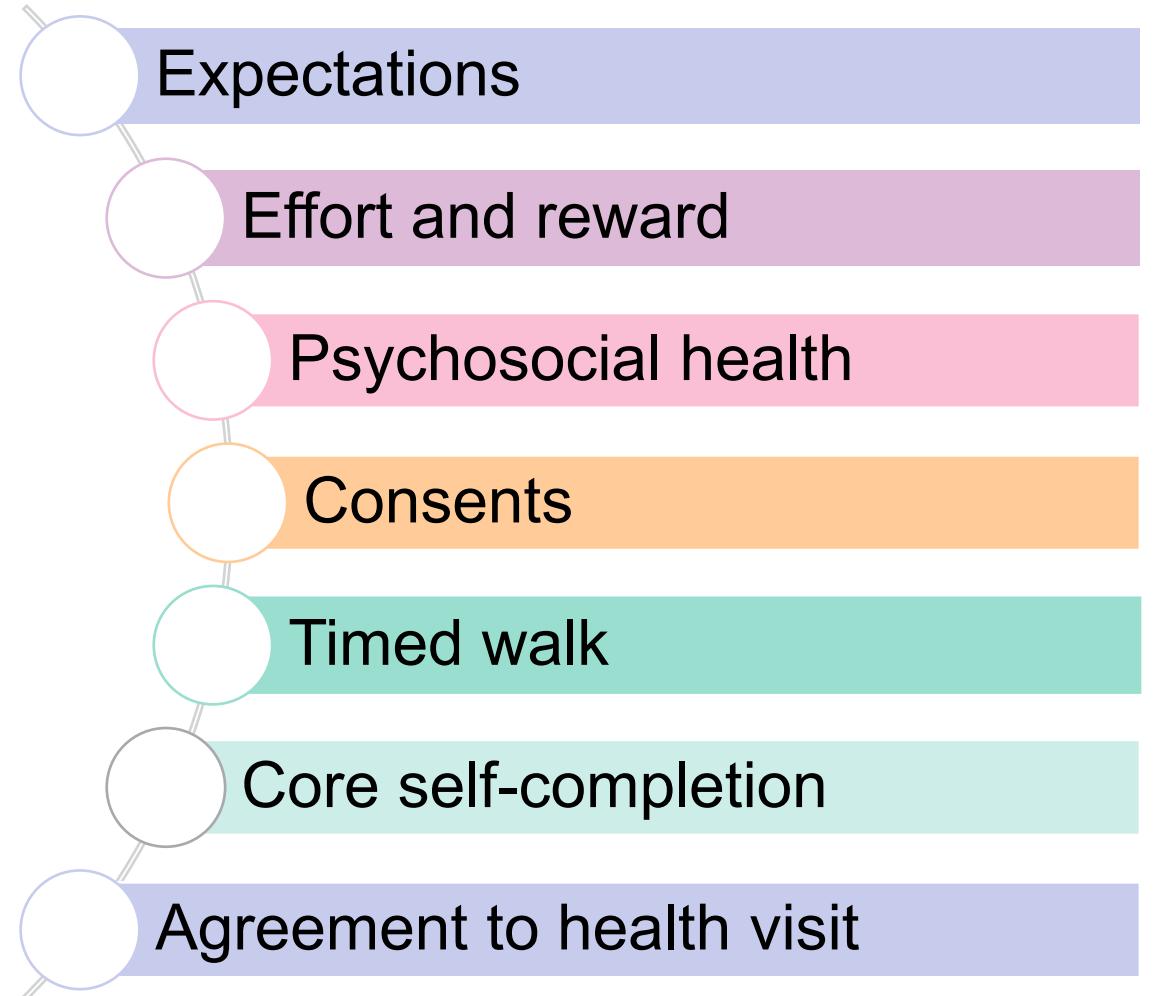 Expectations
Effort and reward
Psychosocial health
Consents
Timed walk
Core self-completion
Agreement to health visit